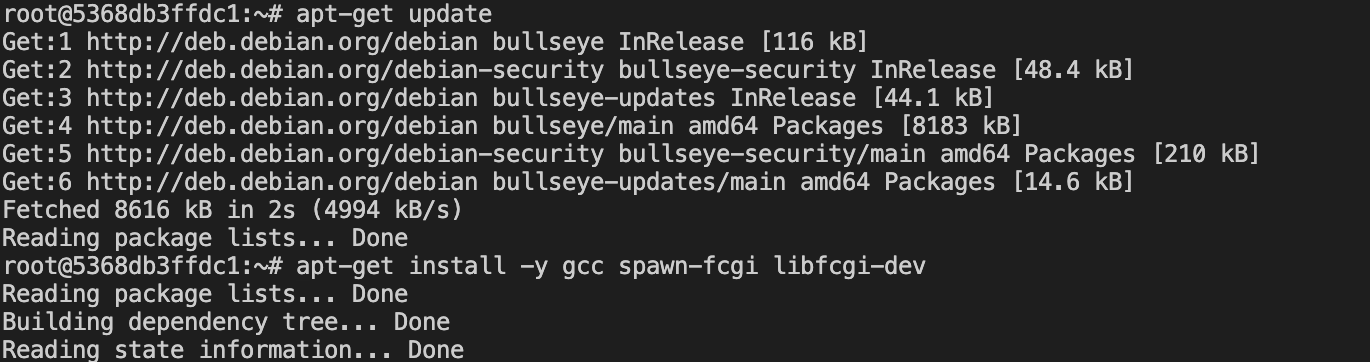 root@5368db3ffdc1:~# apt-get update
Get:1 http://deb.debian.org/debian bullseye InRelease [116 kB]
Get:2 http://deb.debian.org/debian-security bullseye-security InRelease [48.4 kB]
Get:3 http://deb.debian.org/debian bullseye-updates InRelease [44.1 kB]
Get:4 http://deb.debian.org/debian bullseye/main amd64 Packages [8183 kB]
Get:5 http://deb.debian.org/debian-security bullseye-security/main amd64 Packages [210 kB]
Get:6 http://deb.debian.org/debian bullseye-updates/main amd64 Packages [14.6 kB]
Fetched 8616 kB in 2s (4994 kB/s)
Reading package lists... Done
root@5368db3ffdc1:~# apt-get install -y gcc spawn-fcgi libfcgi-dev
Reading package lists... Done
Building dependency tree... Done
Reading state information... Done